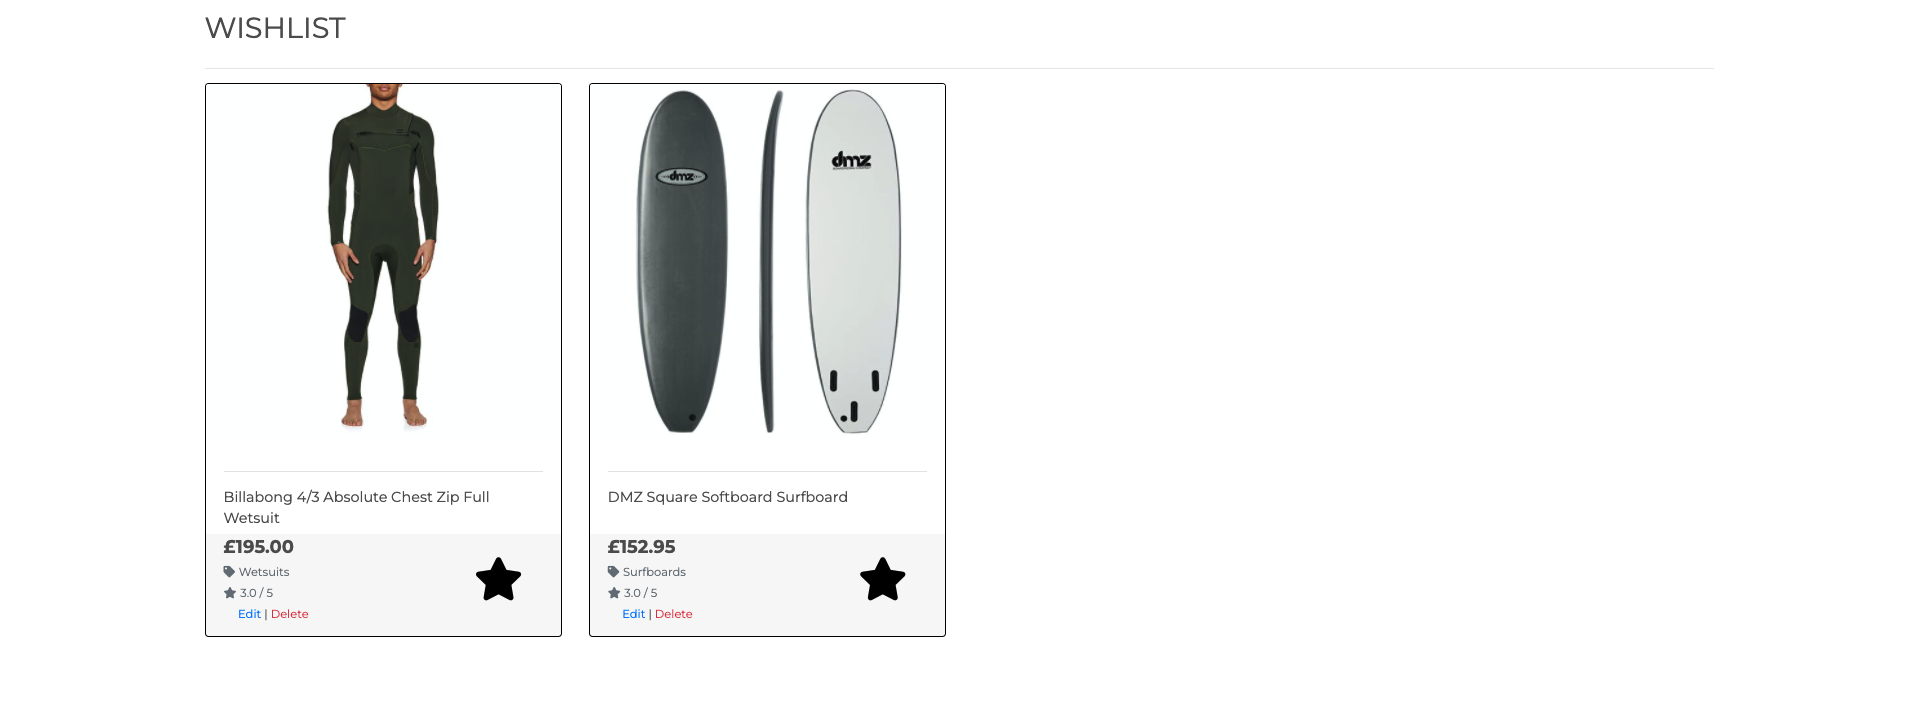 WISHLIST
dmz
dmz
Billabong 4/3 Absolute Chest Zip Full
Wetsuit
£195.00
Wetsuits
3.0 / 5
Edit | Delete
DMZ Square Softboard Surfboard
£152.95
Surfboards
3.0 / 5
Edit | Delete